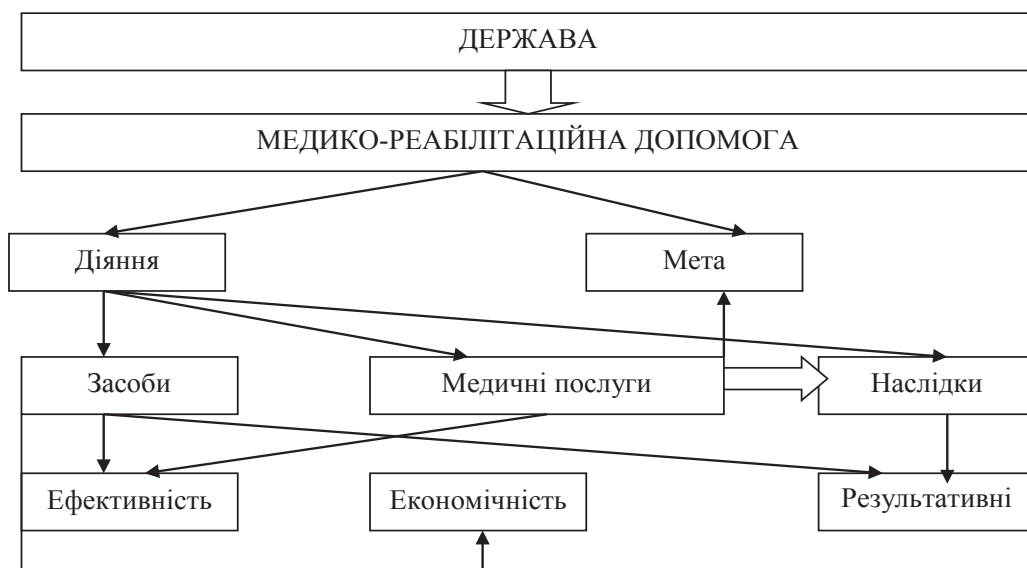 ДЕРЖАВА
МЕДИКО-РЕАБІЛІТАЦІЙНА ДОПОМОГА
Діяння
Мета
Засоби
Медичні послуги
Наслідки
Ефективність
Економічність
Результативні